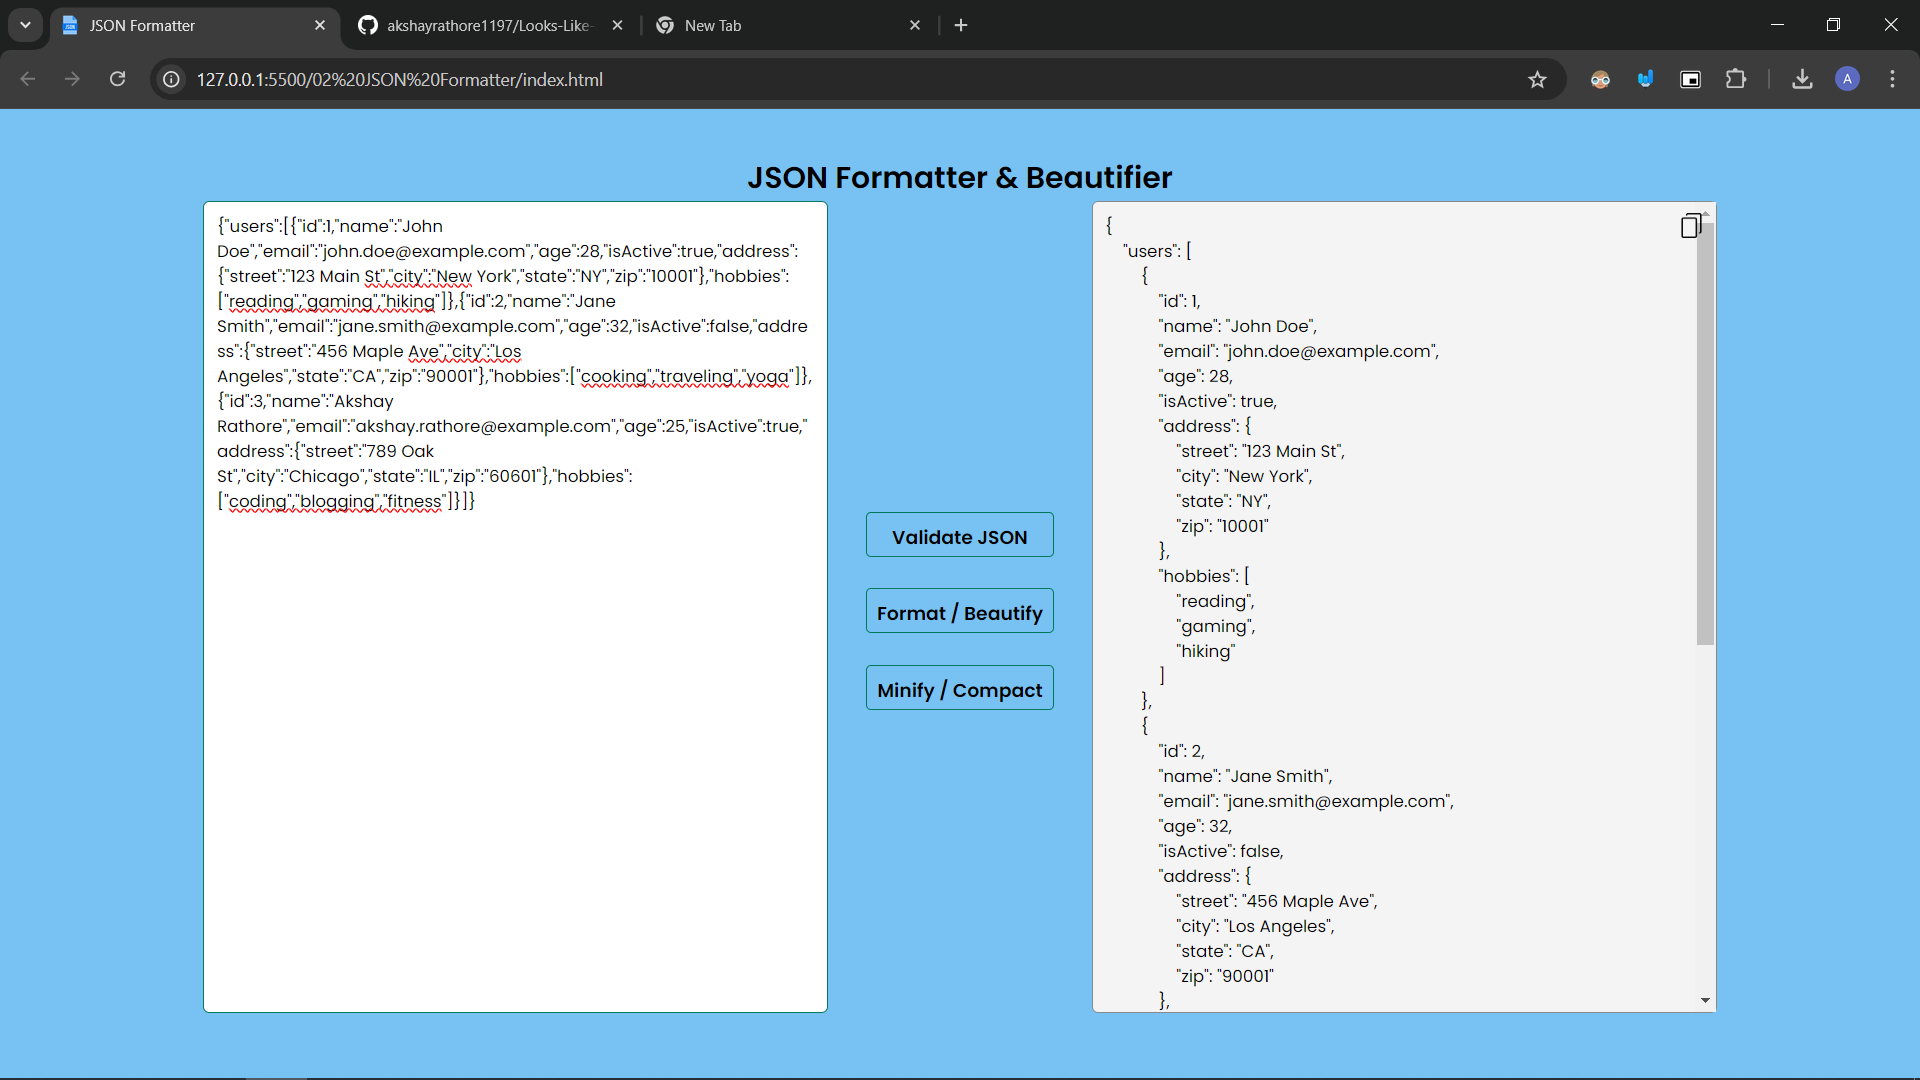 JSON Formatter
akshayrathore1197/Looks-Like-
New Tab
127.0.0.1:5500/02%20JSON%20Formatter/index.html
A
JSON Formatter & Beautifier
{"users":[{"id":1,"name":"John
Doe","email":"john.doe@example.com","age":28,"isActive":true,"address":
{"street":"123 Main St","city":"New York","state":"NY","zip":"10001"},"hobbies":
["reading","gaming","hiking"]},{"id":2,"name":"Jane
Smith","email":"jane.smith@example.com","age":32,"isActive":false,"addre
ss":{"street":"456 Maple Ave","city":"Los
Angeles","state":"CA","zip":"90001"},"hobbies":["cooking","traveling","yoga"]},
{"id":3,"name":"Akshay
Rathore","email":"akshay.rathore@example.com","age":25,"isActive":true,"
address":{"street":"789 Oak
St","city":"Chicago","state":"IL","zip":"60601"},"hobbies":
["coding","blogging","fitness"]}]}
Validate JSON
Format / Beautify
Minify / Compact
{
"users": [
{
"id": 1,
"name": "John Doe",
"email": "john.doe@example.com",
"age": 28,
"isActive": true,
"address": {
"street": "123 Main St",
"city": "New York",
"state": "NY",
"zip": "10001"
},
"hobbies": [
"reading",
"gaming",
"hiking"
]
},
{
"id": 2,
"name": "Jane Smith",
"email": "jane.smith@example.com",
"age": 32,
"isActive": false,
"address": {
"street": "456 Maple Ave",
"city": "Los Angeles",
"state": "CA",
"zip": "90001"
},